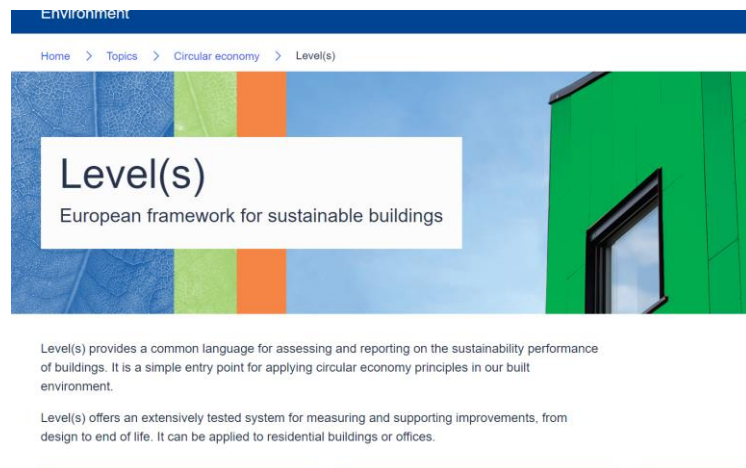 Environment
Home > Topics > Circular economy > Level(s)
Level(s)
European framework for sustainable buildings
Level(s) provides a common language for assessing and reporting on the sustainability performance
of buildings. It is a simple entry point for applying circular economy principles in our built
environment.
Level(s) offers an extensively tested system for measuring and supporting improvements, from
design to end of life. It can be applied to residential buildings or offices.